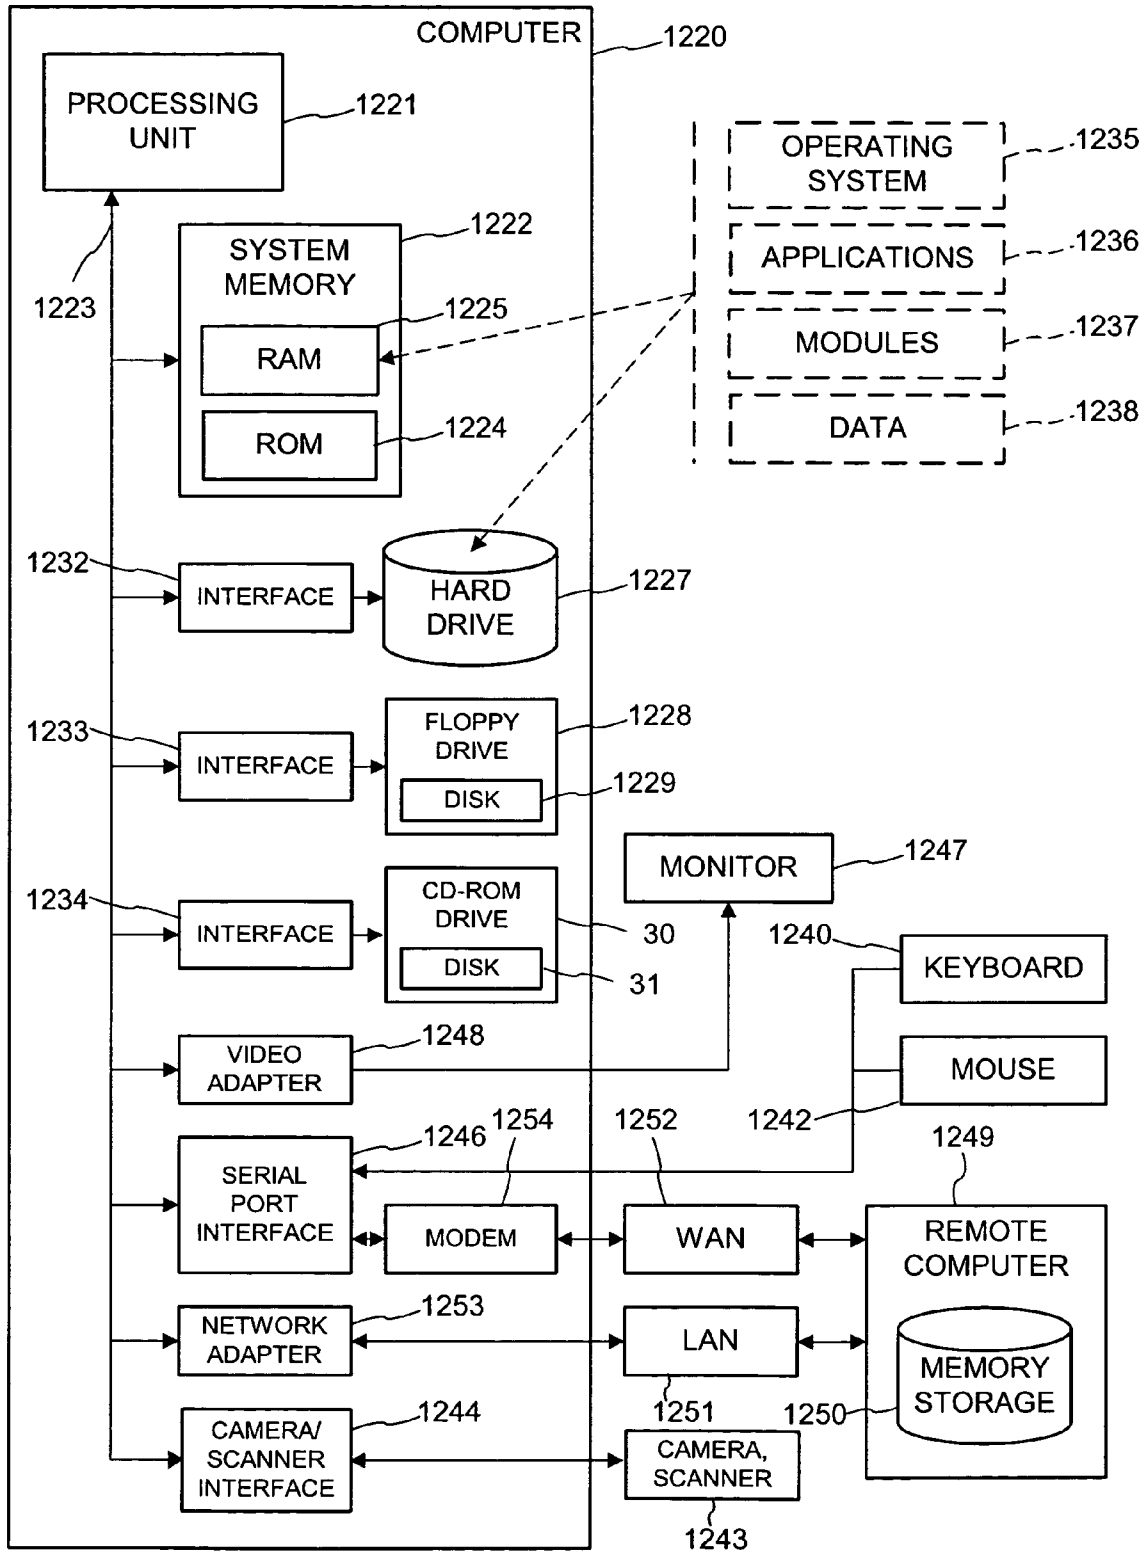 COMPUTER
1220
PROCESSING
UNIT
1221
1223
SYSTEM
MEMORY
1222
RAM
1225
ROM
1224
OPERATING
SYSTEM
1235
APPLICATIONS
1236
MODULES
1237
DATA
1238
1232
INTERFACE
HARD
DRIVE
1227
1233
INTERFACE
FLOPPY
DRIVE
1228
DISK
1229
1234
INTERFACE
CD-ROM
DRIVE
30
DISK
31
MONITOR
1247
1240
KEYBOARD
MOUSE
1242
VIDEO
ADAPTER
1248
SERIAL
PORT
INTERFACE
1246
1254
MODEM
1252
WAN
1249
REMOTE
COMPUTER
MEMORY
STORAGE
1250
NETWORK
ADAPTER
1253
LAN
1251
CAMERA/
SCANNER
INTERFACE
1244
CAMERA,
SCANNER
1243